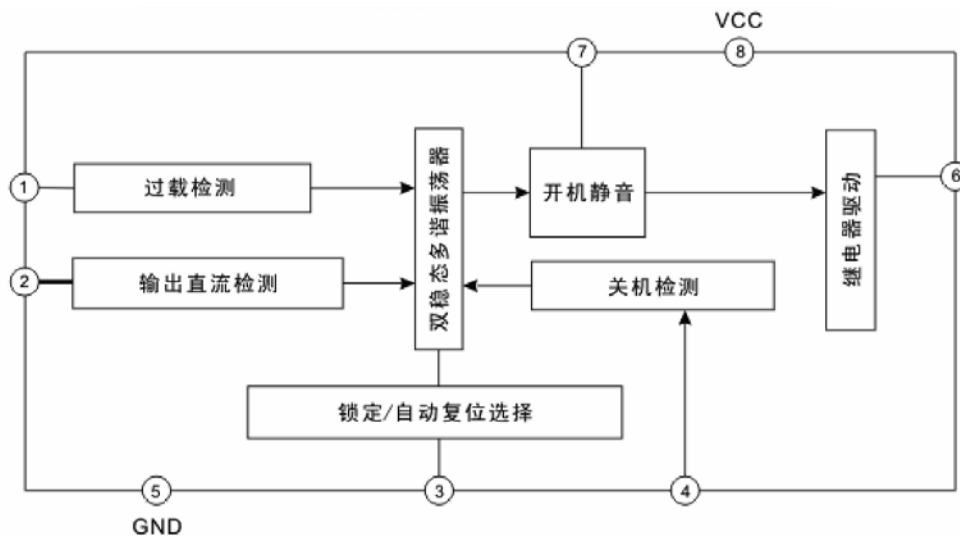 VCC
⑦
⑧
①
过载检测
双稳态多谐振荡器
开机静音
继电器驱动
⑥
②
输出直流检测
关机检测
锁定/自动复位选择
⑤
③
④
GND